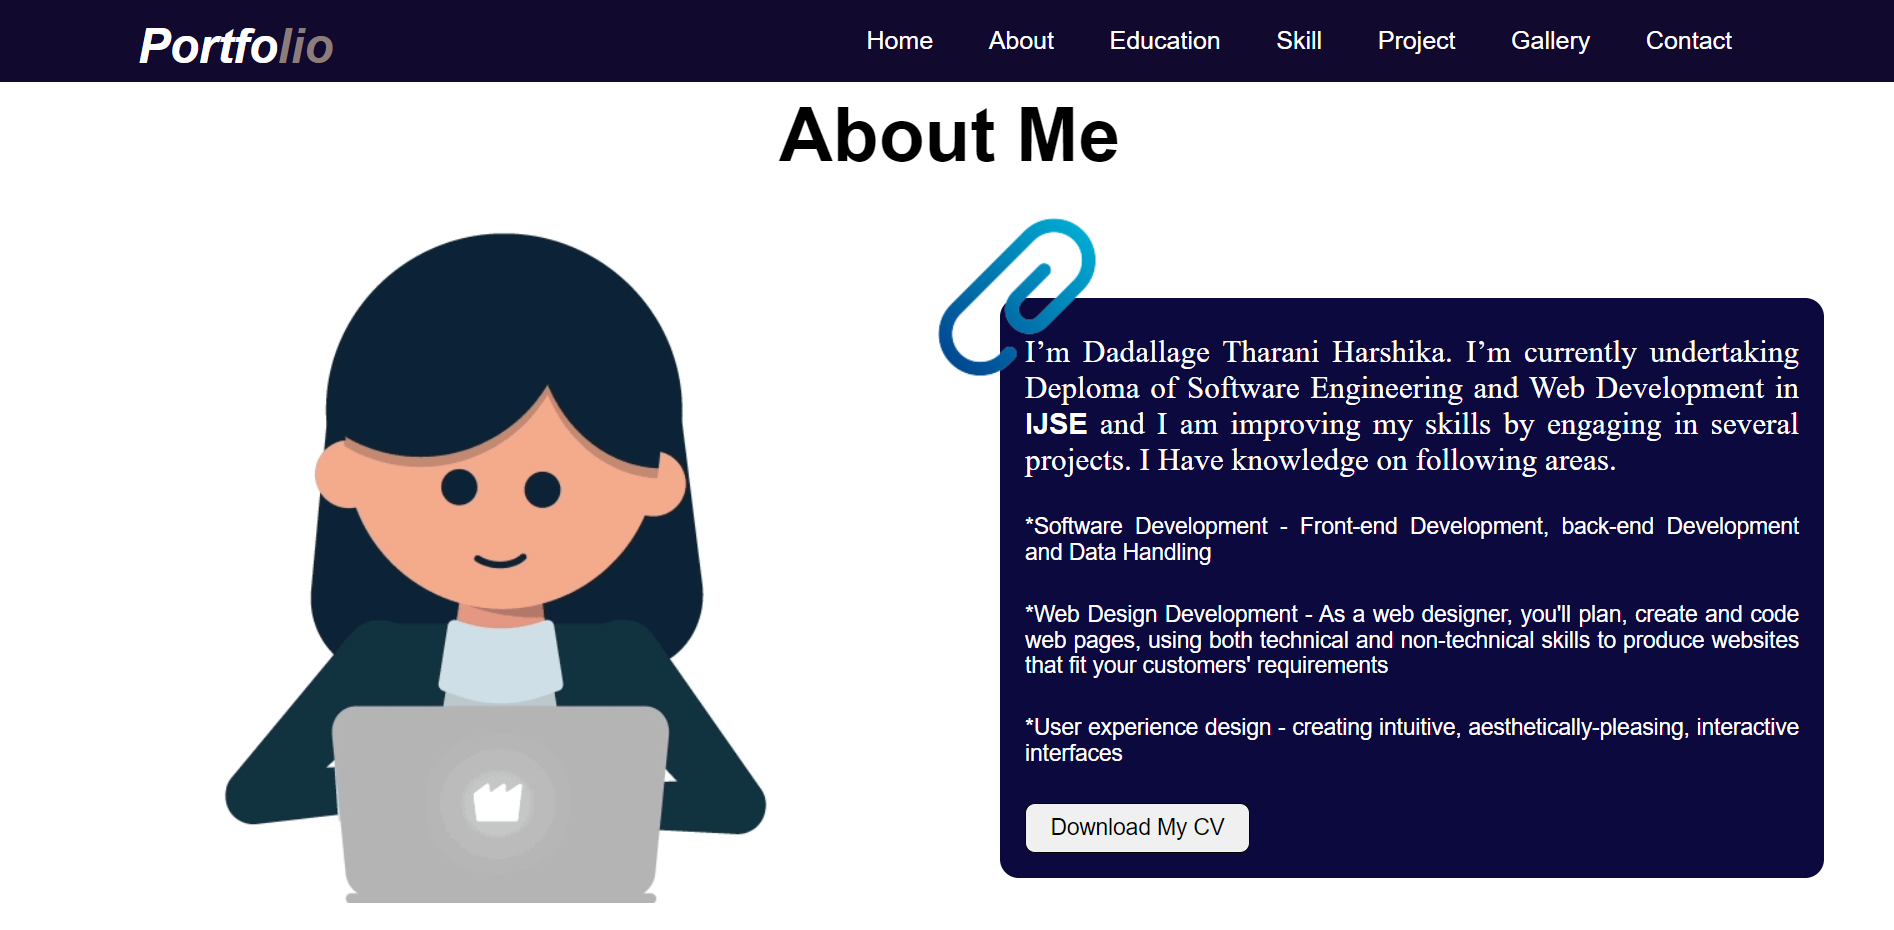 Portfolio
Home About Education Skill Project Gallery Contact
About Me
I’m Dadallage Tharani Harshika. I’m currently undertaking
Deploma of Software Engineering and Web Development in
IJSE and I am improving my skills by engaging in several
projects. I Have knowledge on following areas.
*Software Development - Front-end Development, back-end Development
and Data Handling
*Web Design Development - As a web designer, you'll plan, create and code
web pages, using both technical and non-technical skills to produce websites
that fit your customers' requirements
*User experience design - creating intuitive, aesthetically-pleasing, interactive
interfaces
Download My CV